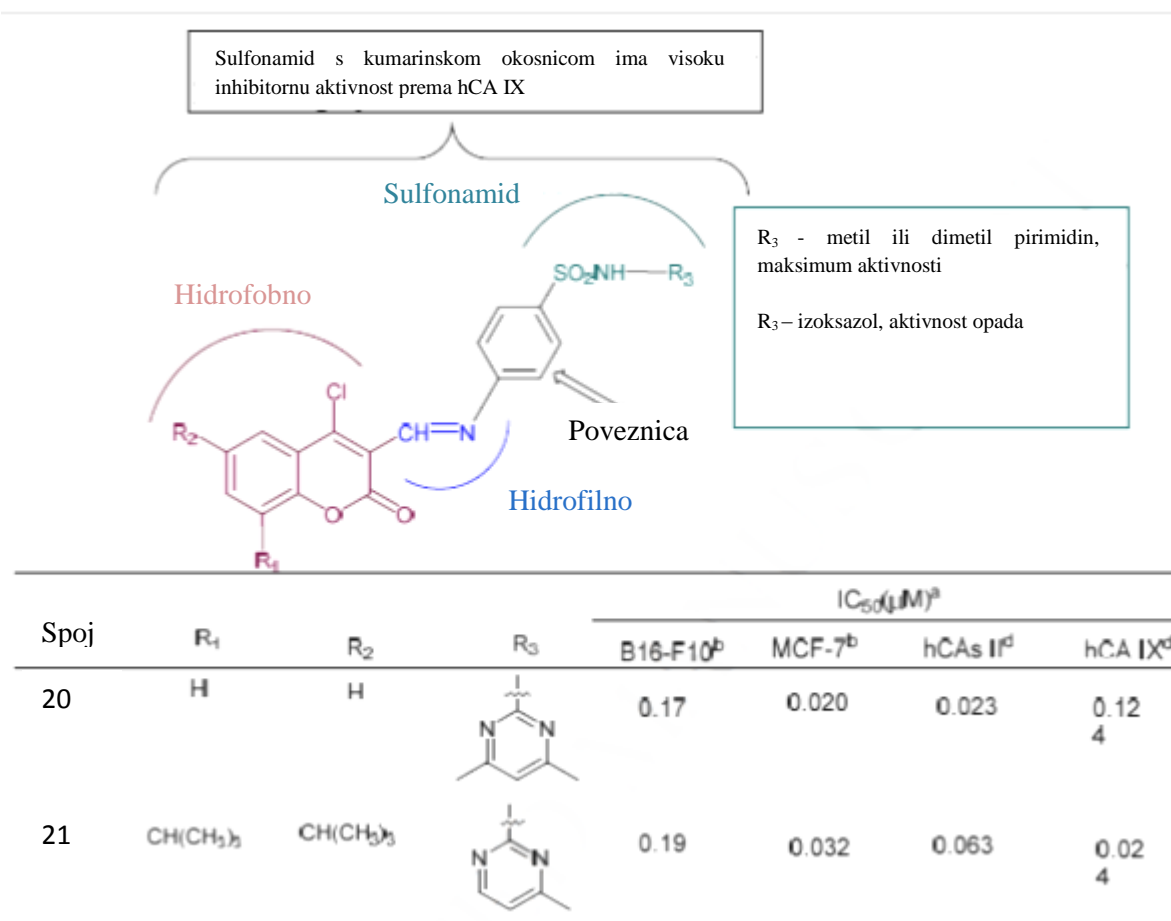 Sulfonamid s kumarinskom okosnicom ima visoku
inhibitornu aktivnost prema hCA IX
Sulfonamid
R₃ - metil ili dimetil pirimidin,
maksimum aktivnosti
R₃ – izoksazol, aktivnost opada
SO₂NH R₃
Hidrofobno
Cl
R₂
CH=N
Poveznica
Hidrofilno
O O
R₁
IC₅₀(μM)ᵃ
Spoj R₁ R₂ R₃ B16-F10ᵇ MCF-7ᵇ hCAs IIᵈ hCA IXᵈ
20 H H 0.17 0.020 0.023 0.12
4
N N
21 CH(CH₃)₃ CH(CH₃)₃ 0.19 0.032 0.063 0.02
4
N N